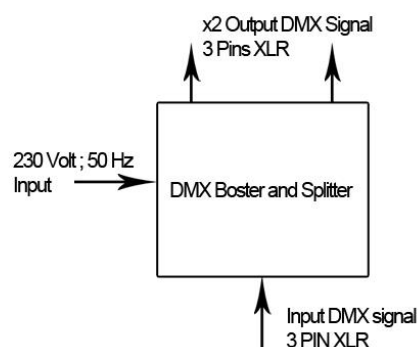 x2 Output DMX Signal
3 Pins XLR
230 Volt ; 50 Hz
Input
DMX Boster and Splitter
Input DMX signal
3 PIN XLR